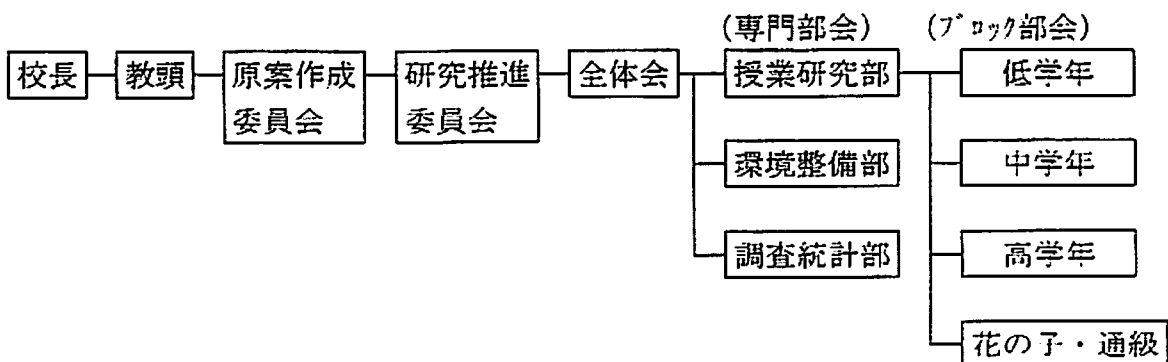 (専門部会)
(ブロック部会)
校長
教頭
原案作成
委員会
研究推進
委員会
全体会
授業研究部
低学年
環境整備部
中学年
調査統計部
高学年
花の子・通級